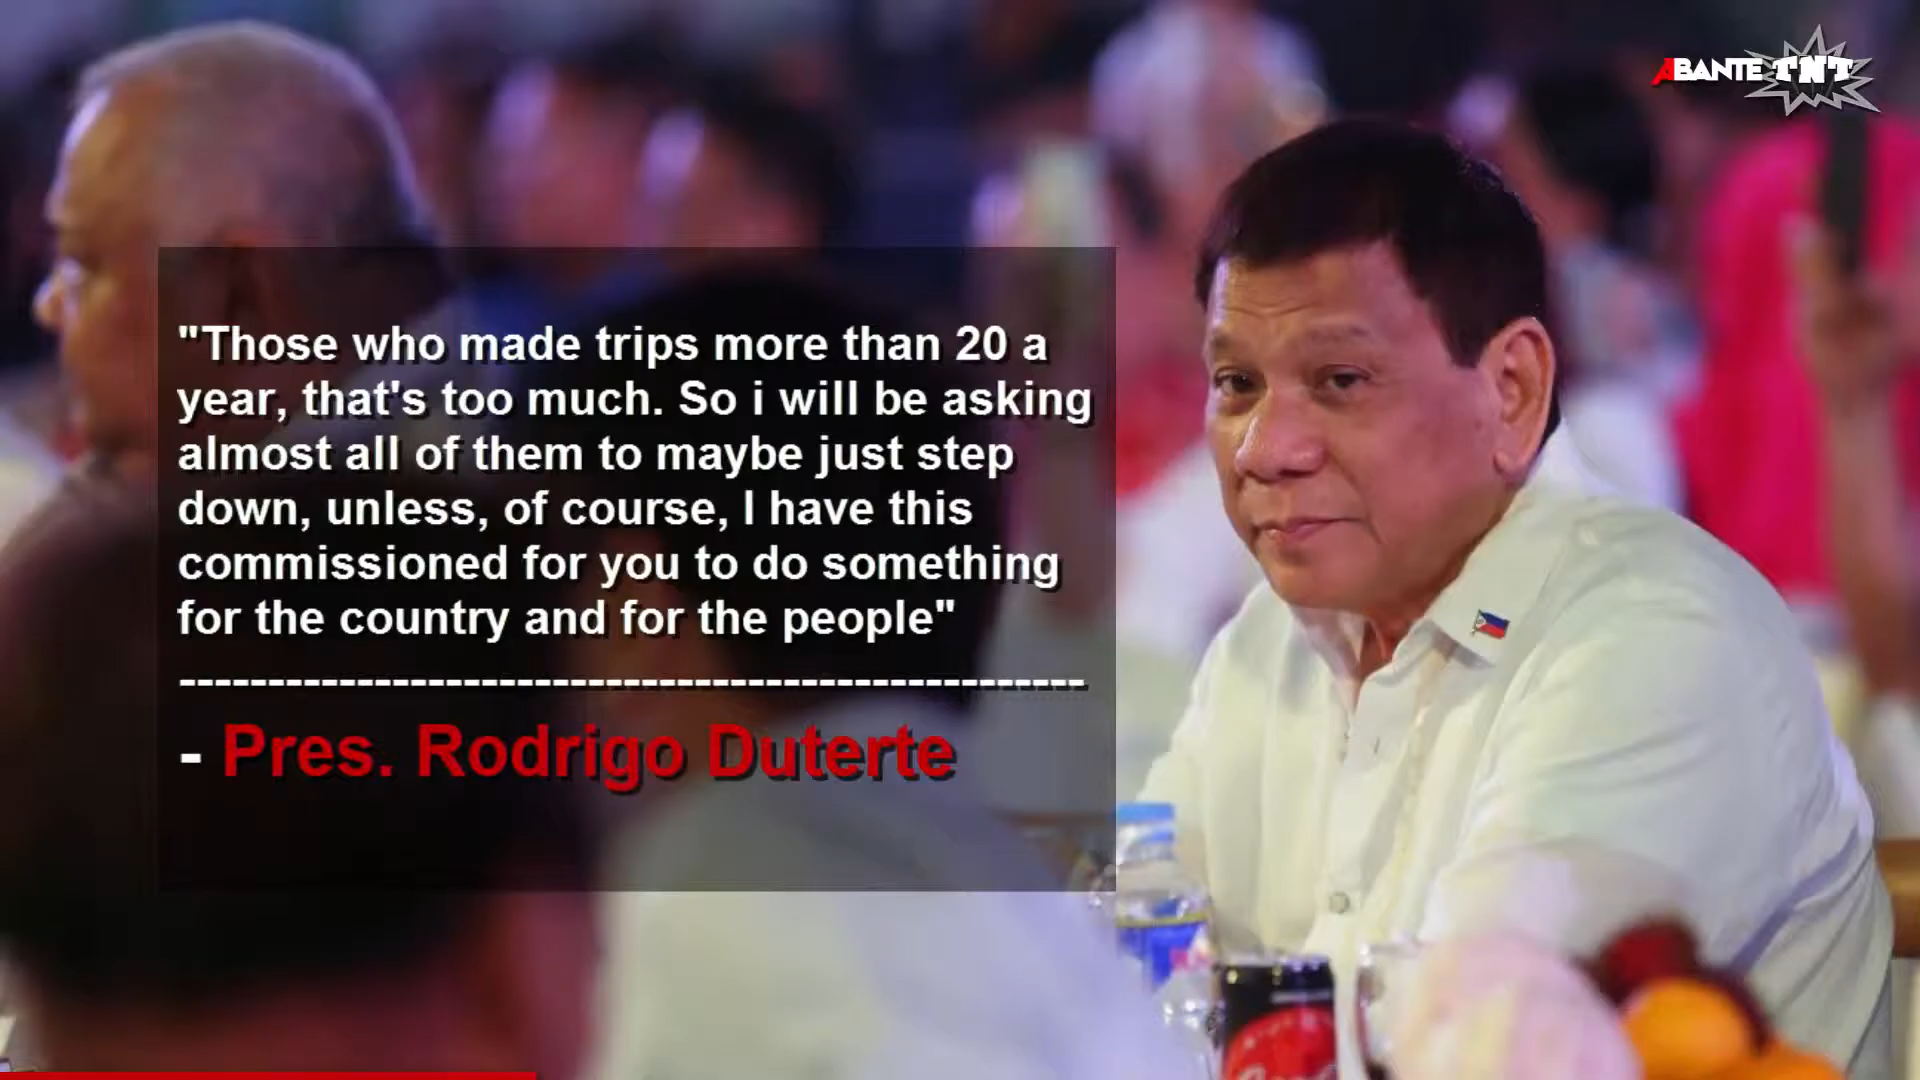 ABANTE TNT
"Those who made trips more than 20 a
year, that's too much. So i will be asking
almost all of them to maybe just step
down, unless, of course, I have this
commissioned for you to do something
for the country and for the people"
---------------------------------------------------
- Pres. Rodrigo Duterte